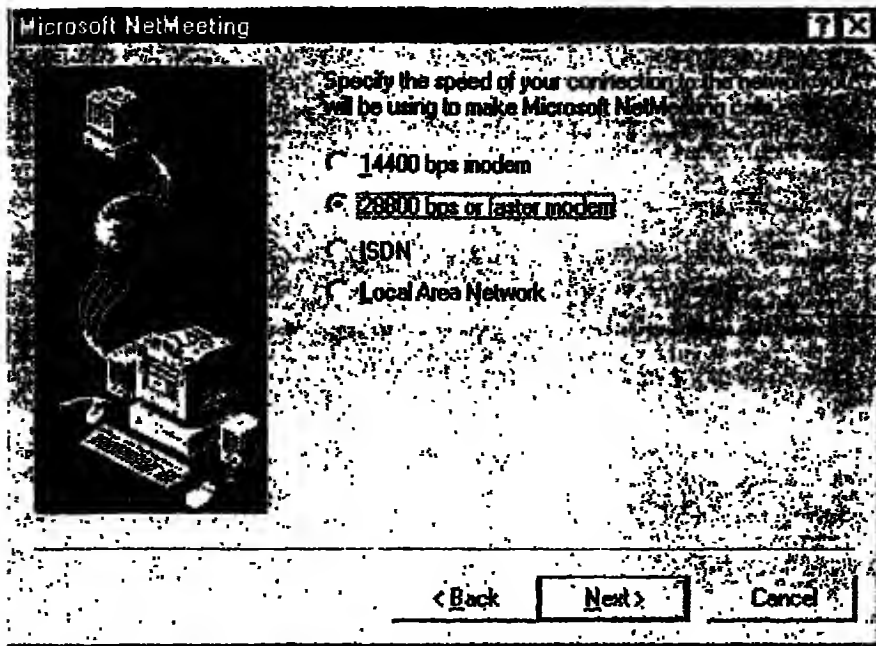 Microsoft NetMeeting
Specify the speed of your connection to the network you
will be using to make Microsoft NetMeeting calls
14400 bps modem
28800 bps or faster modem
ISDN
Local Area Network
< Back
Next >
Cancel